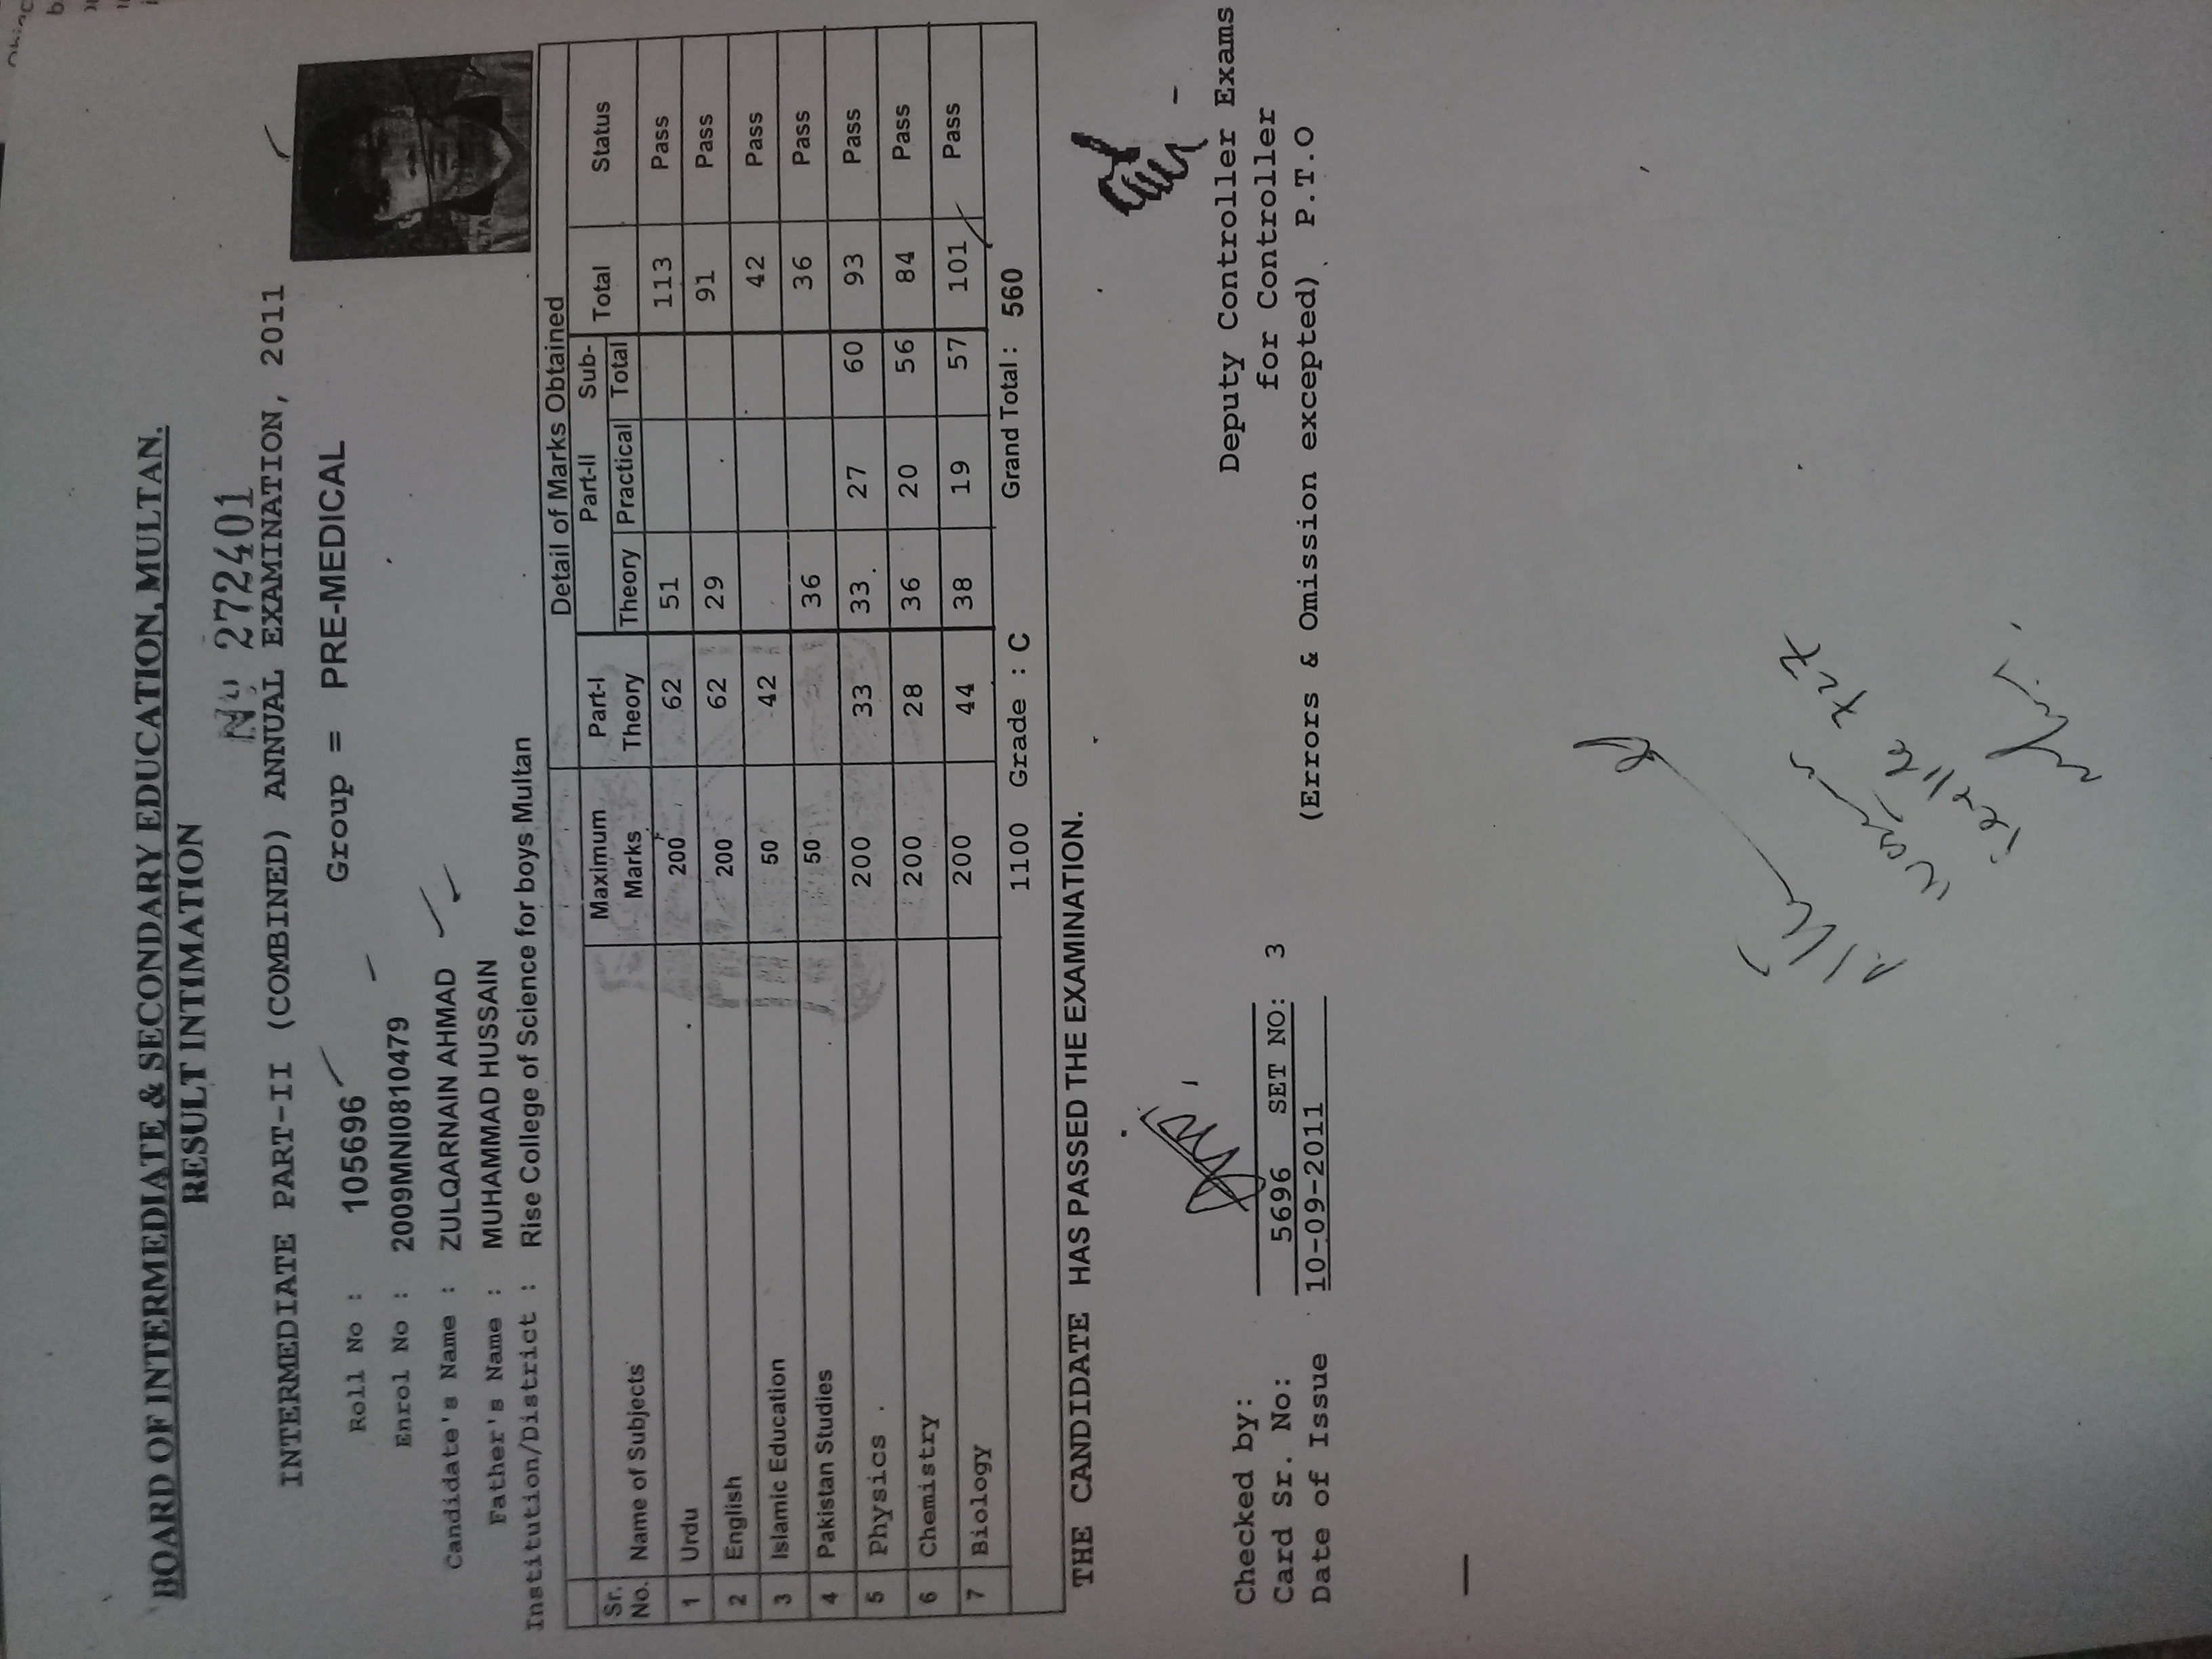 BOARD OF INTERMEDIATE & SECONDARY EDUCATION, MULTAN.
RESULT INTIMATION
No 272401
INTERMEDIATE PART-II (COMBINED) ANNUAL EXAMINATION, 2011
Roll No : 105696 Group = PRE-MEDICAL
Enrol No : 2009MNI0810479
Candidate's Name : ZULQARNAIN AHMAD
Father's Name : MUHAMMAD HUSSAIN
Institution/District : Rise College of Science for boys Multan
Detail of Marks Obtained
Sr. No. Name of Subjects Maximum Marks Part-I Theory Part-II Theory Practical Sub-Total Total Status
1 Urdu 200 62 51 113 Pass
2 English 200 62 29 91 Pass
3 Islamic Education 50 42 42 Pass
4 Pakistan Studies 50 36 36 Pass
5 Physics 200 33 33 27 60 93 Pass
6 Chemistry 200 28 36 20 56 84 Pass
7 Biology 200 44 38 19 57 101 Pass
1100 Grade : C Grand Total : 560
THE CANDIDATE HAS PASSED THE EXAMINATION.
Checked by:
Card Sr. No: 5696 SET NO: 3
Date of Issue 10-09-2011
Deputy Controller Exams
for Controller
(Errors & Omission excepted) P.T.O